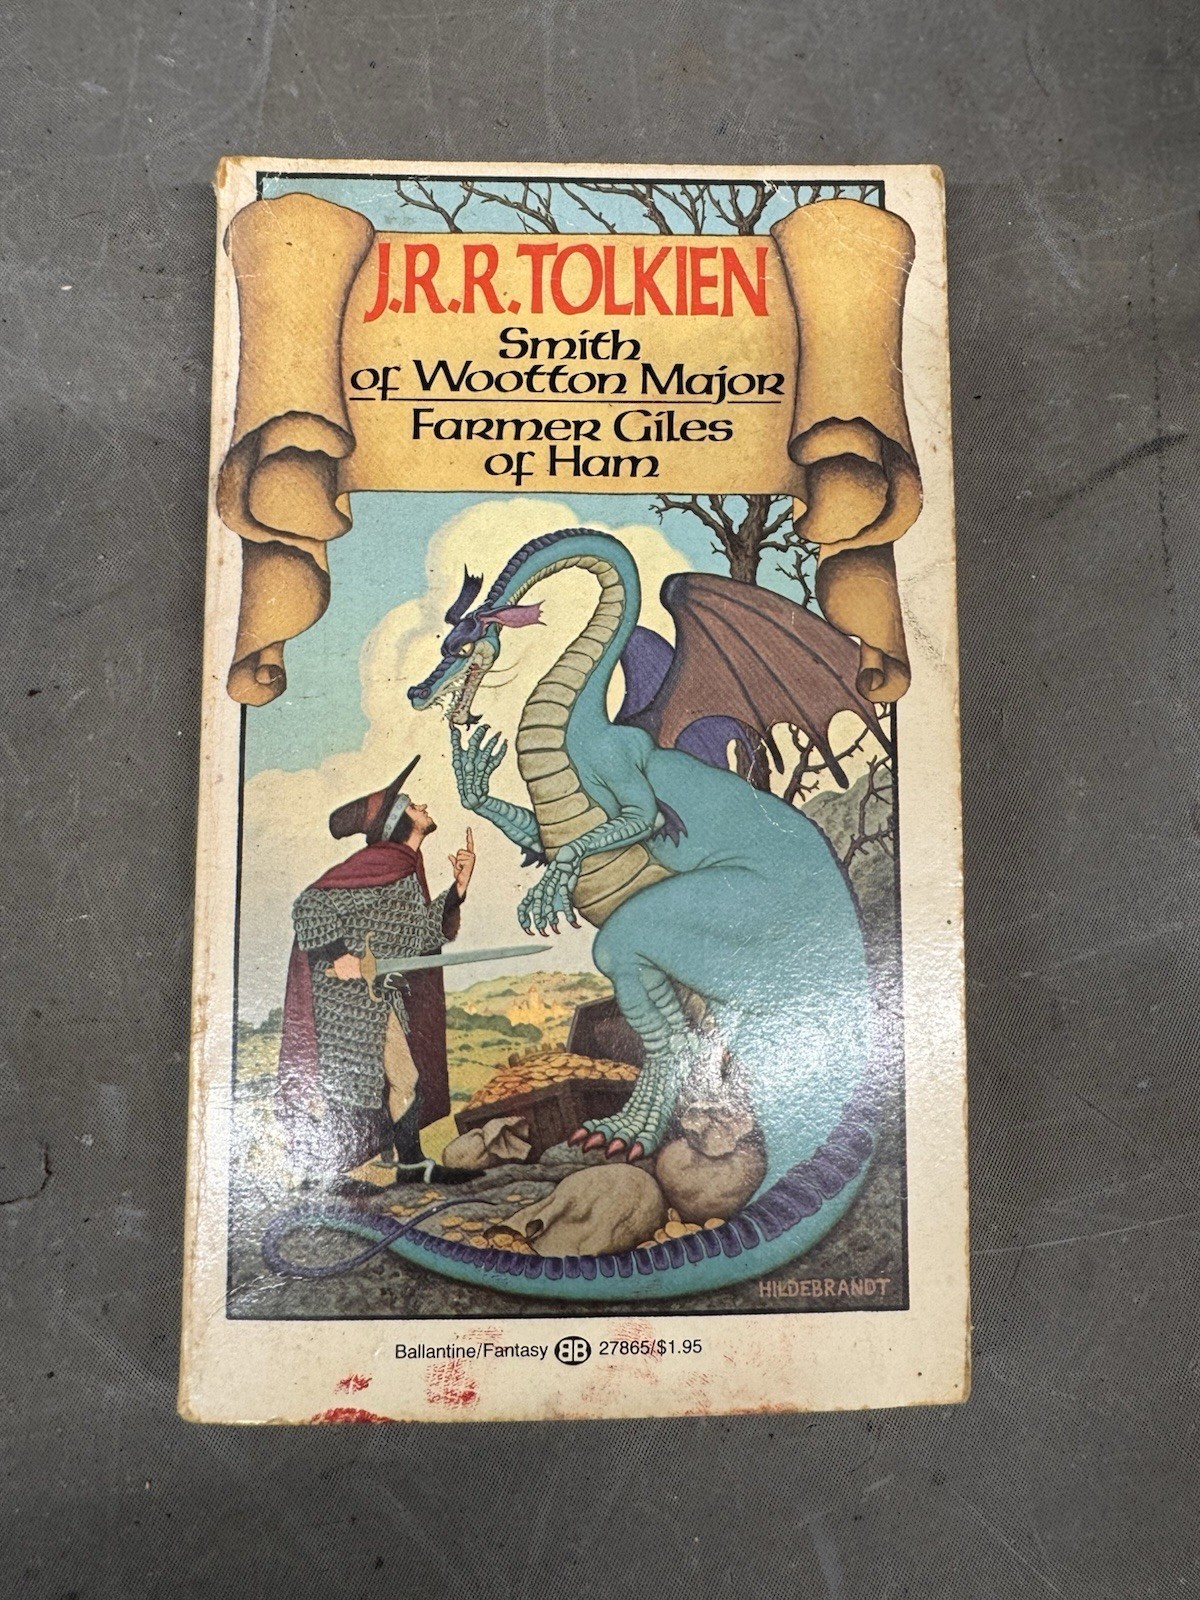 J.R.R. TOLKIEN
Smith
of Wootton Major
Farmer Giles
of Ham
HILDEBRANDT
Ballantine/Fantasy BB 27865/$1.95